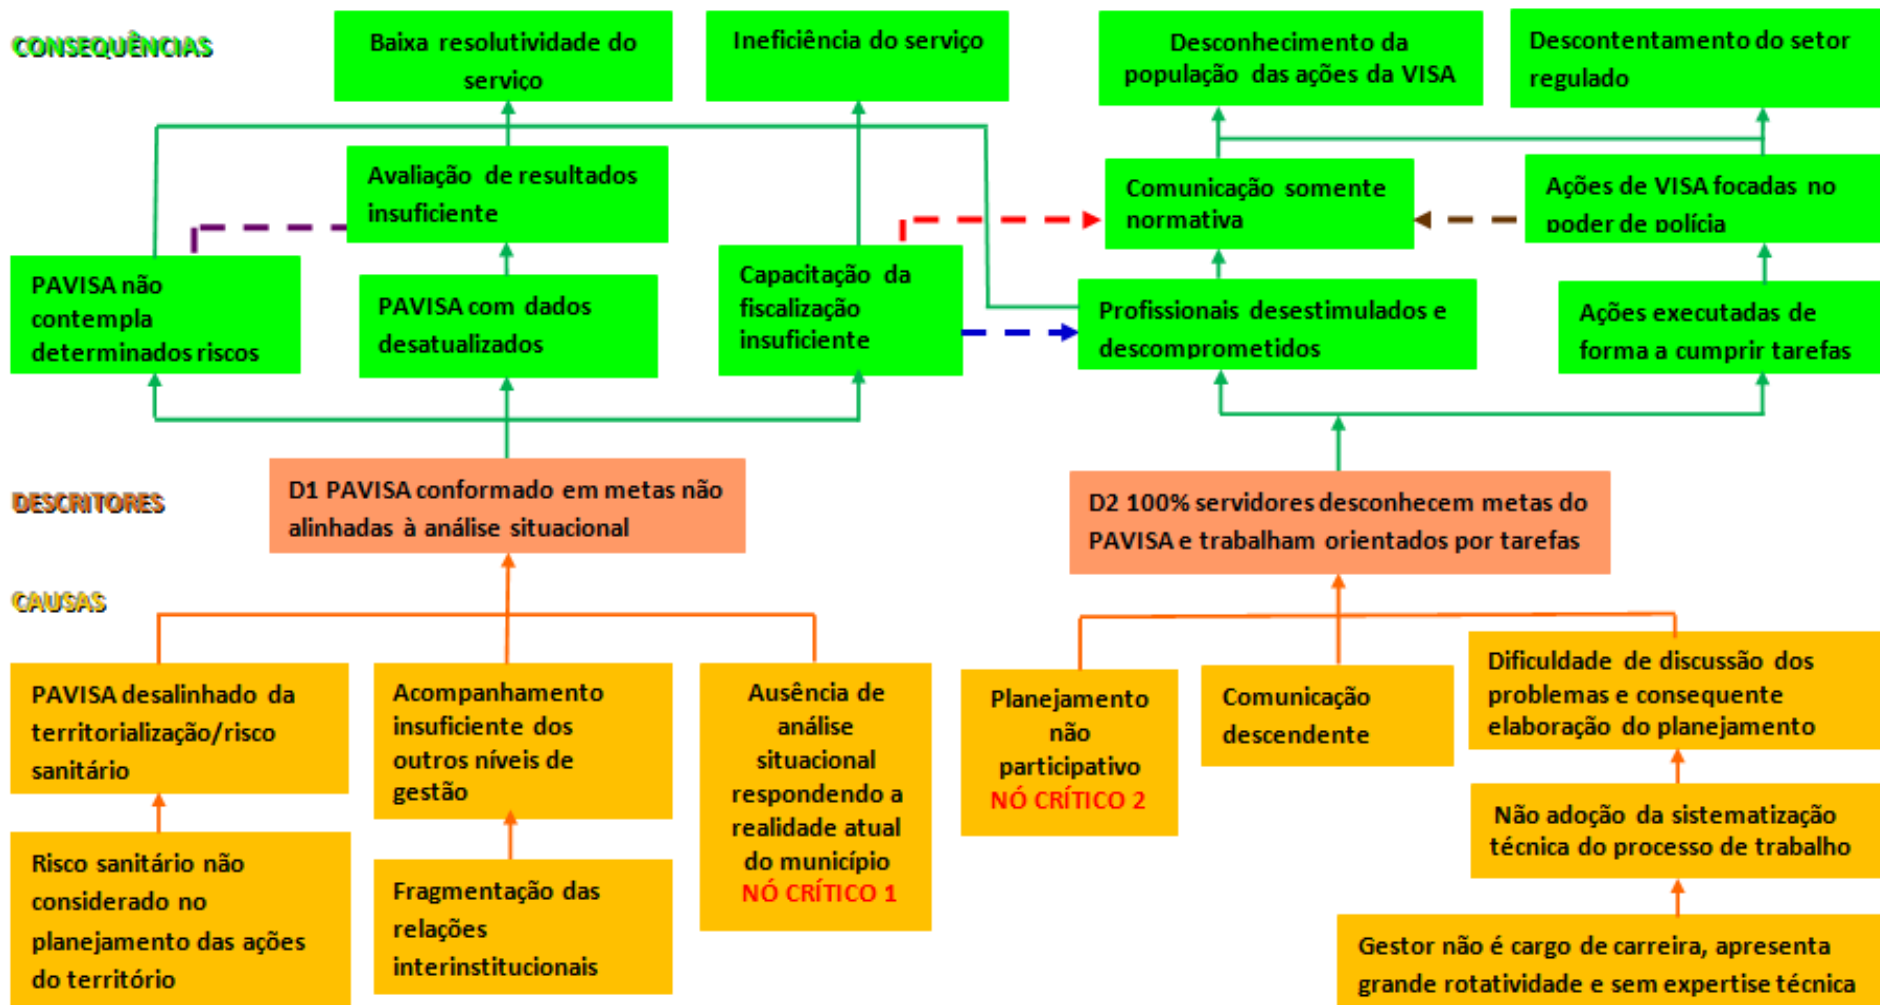 CONSEQUÊNCIAS
Baixa resolutividade do
serviço
Ineficiência do serviço
Desconhecimento da
população das ações da VISA
Descontentamento do setor
regulado
Avaliação de resultados
insuficiente
Comunicação somente
normativa
Ações de VISA focadas no
poder de polícia
PAVISA não
contempla
determinados riscos
PAVISA com dados
desatualizados
Capacitação da
fiscalização
insuficiente
Profissionais desestimulados e
descomprometidos
Ações executadas de
forma a cumprir tarefas
DESCRITORES
D1 PAVISA conformado em metas não
alinhadas à análise situacional
D2 100% servidores desconhecem metas do
PAVISA e trabalham orientados por tarefas
CAUSAS
PAVISA desalinhado da
territorialização/risco
sanitário
Acompanhamento
insuficiente dos
outros níveis de
gestão
Ausência de
análise
situacional
respondendo a
realidade atual
do município
NÓ CRÍTICO 1
Planejamento
não
participativo
NÓ CRÍTICO 2
Comunicação
descendente
Dificuldade de discussão dos
problemas e consequente
elaboração do planejamento
Não adoção da sistematização
técnica do processo de trabalho
Risco sanitário não
considerado no
planejamento das ações
do território
Fragmentação das
relações
interinstitucionais
Gestor não é cargo de carreira, apresenta
grande rotatividade e sem expertise técnica